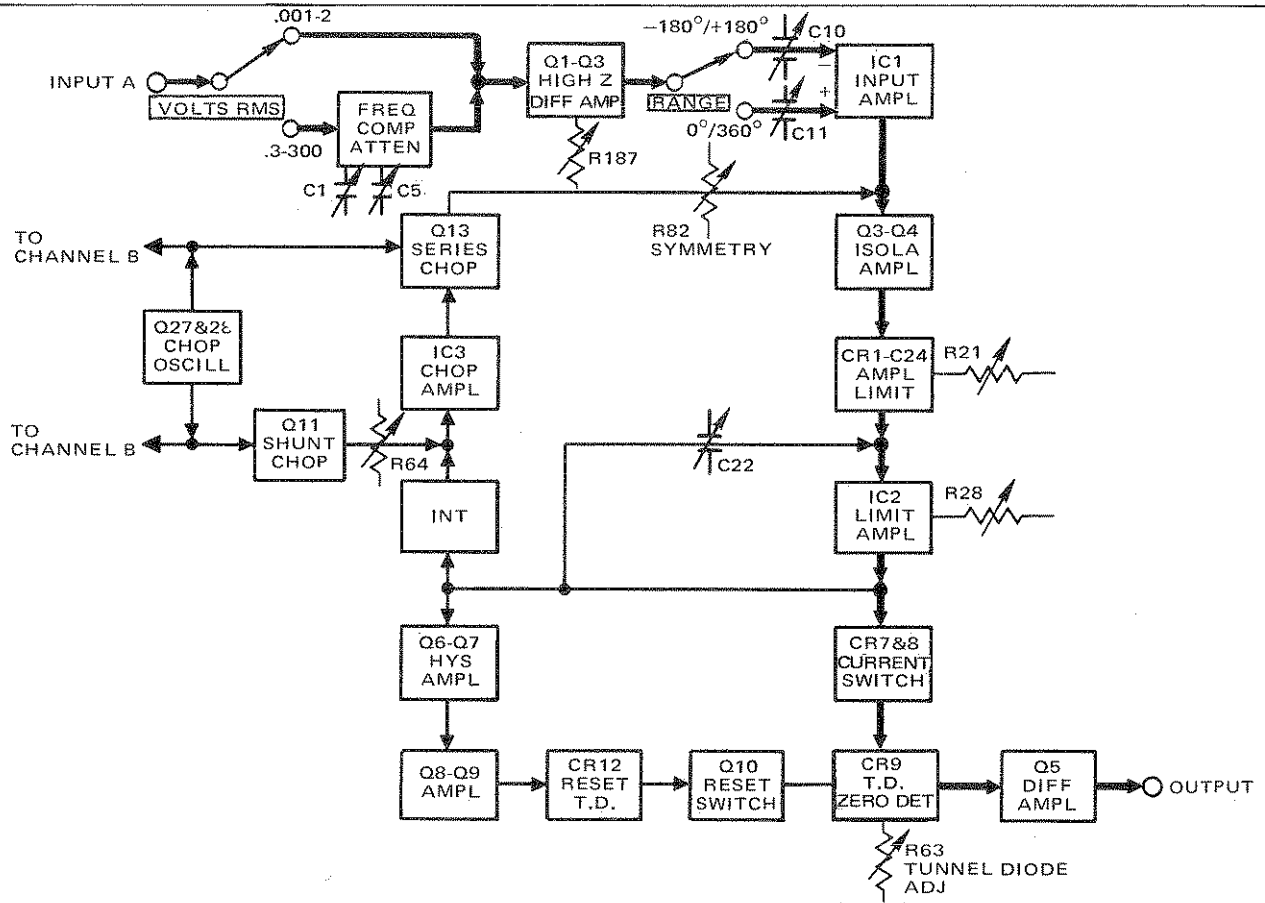 .001-2
INPUT A
VOLTS RMS
.3-300
FREQ
COMP
ATTEN
C1
C5
Q1-Q3
HIGH Z
DIFF AMP
R187
RANGE
−180°/+180°
C10
0°/360°
C11
−
+
IC1
INPUT
AMPL
R82
SYMMETRY
TO
CHANNEL B
Q13
SERIES
CHOP
Q3-Q4
ISOLA
AMPL
Q27&28
CHOP
OSCILL
IC3
CHOP
AMPL
CR1-C24
AMPL
LIMIT
R21
TO
CHANNEL B
Q11
SHUNT
CHOP
R64
C22
INT
IC2
LIMIT
AMPL
R28
Q6-Q7
HYS
AMPL
CR7&8
CURRENT
SWITCH
Q8-Q9
AMPL
CR12
RESET
T.D.
Q10
RESET
SWITCH
CR9
T.D.
ZERO DET
Q5
DIFF
AMPL
OUTPUT
R63
TUNNEL DIODE
ADJ